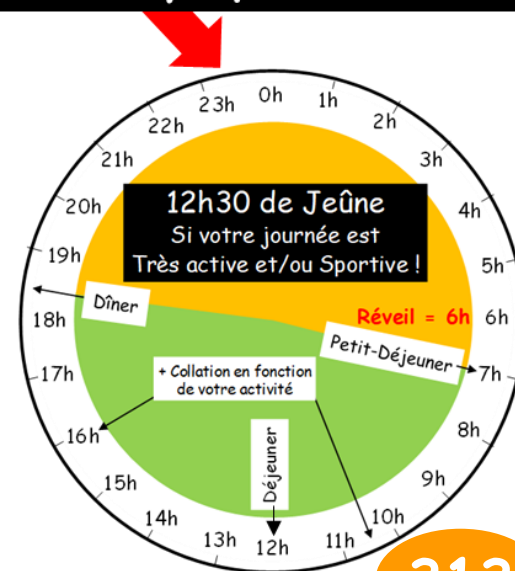 0h
1h
2h
3h
4h
5h
6h
7h
8h
9h
10h
11h
12h
13h
14h
15h
16h
17h
18h
19h
20h
21h
22h
23h
12h30 de Jeûne
Si votre journée est
Très active et/ou Sportive !
Dîner
Réveil = 6h
Petit-Déjeuner
+ Collation en fonction
de votre activité
Déjeuner